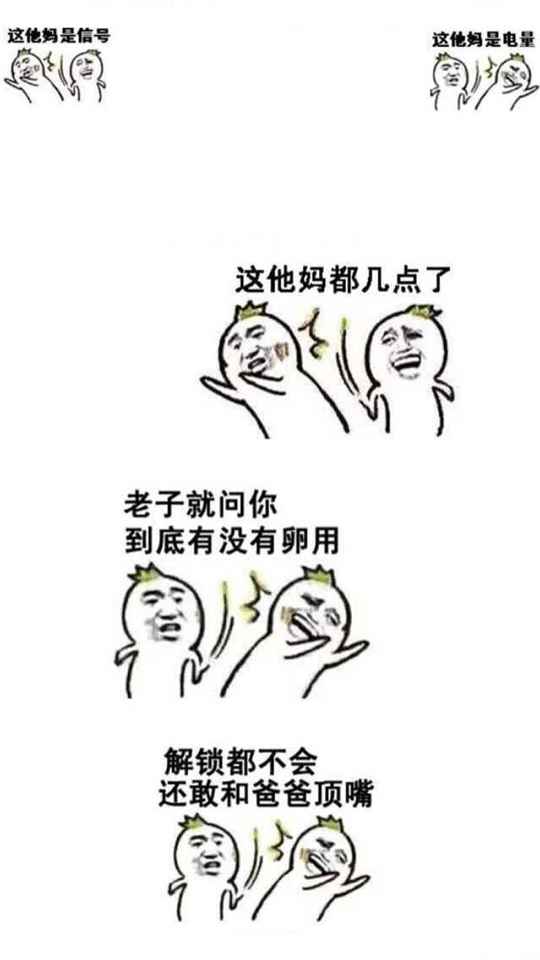 这他妈是信号
这他妈是电量
这他妈都几点了
老子就问你
到底有没有卵用
解锁都不会
还敢和爸爸顶嘴